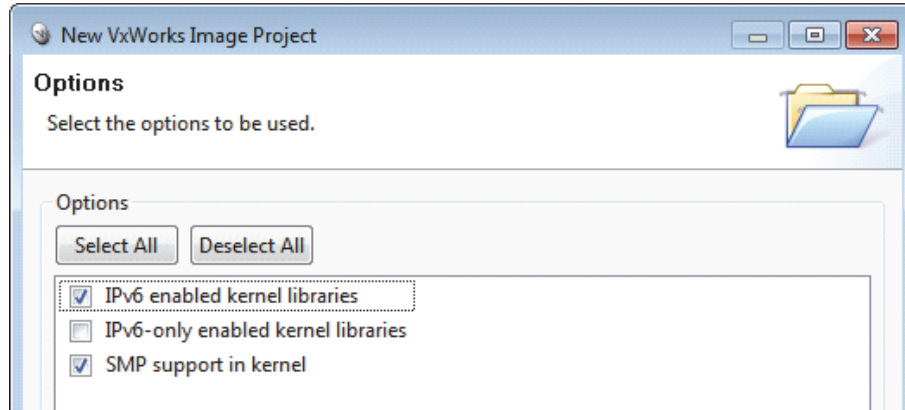 New VxWorks Image Project
Options
Select the options to be used.
Options
Select All Deselect All
IPv6 enabled kernel libraries
IPv6-only enabled kernel libraries
SMP support in kernel